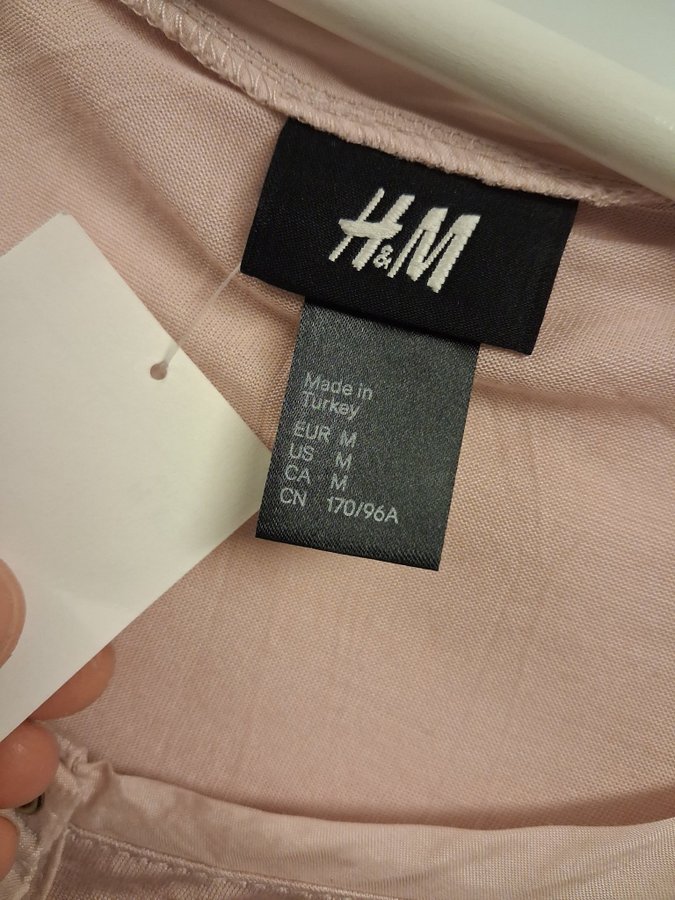 H&M
Made in
Turkey
EUR M
US M
CA M
CN 170/96A